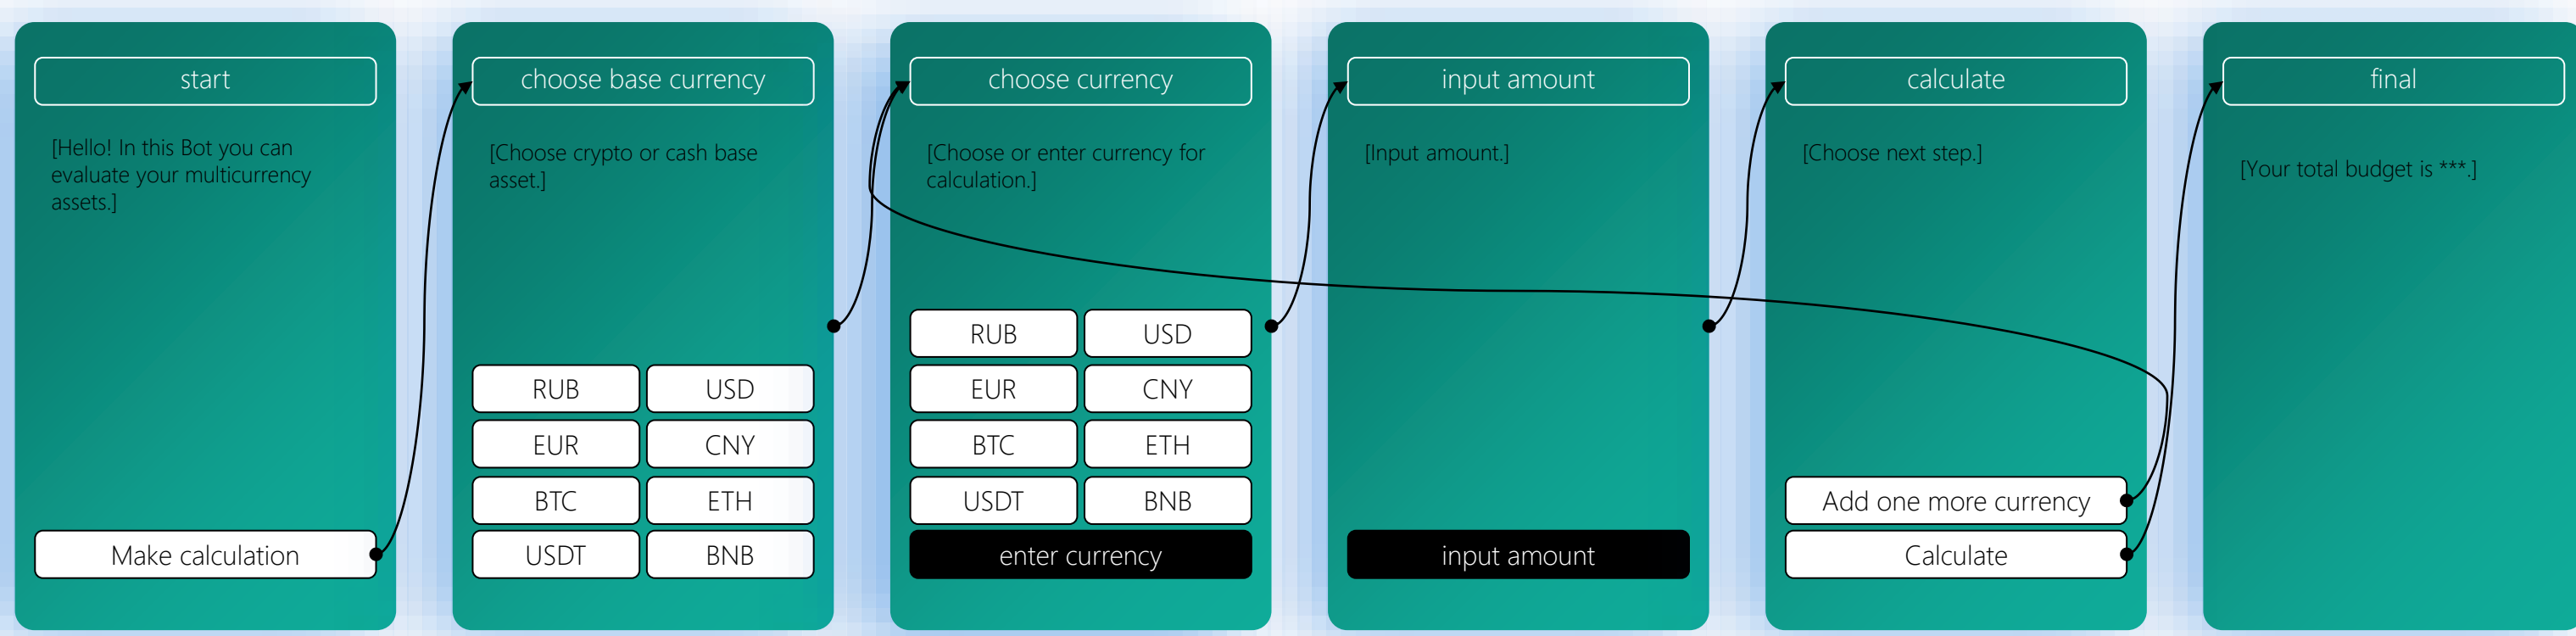 start
[Hello! In this Bot you can
evaluate your multicurrency
assets.]
Make calculation
choose base currency
[Choose crypto or cash base
asset.]
RUB
USD
EUR
CNY
BTC
ETH
USDT
BNB
choose currency
[Choose or enter currency for
calculation.]
RUB
USD
EUR
CNY
BTC
ETH
USDT
BNB
enter currency
input amount
[Input amount.]
input amount
calculate
[Choose next step.]
Add one more currency
Calculate
final
[Your total budget is ***.]